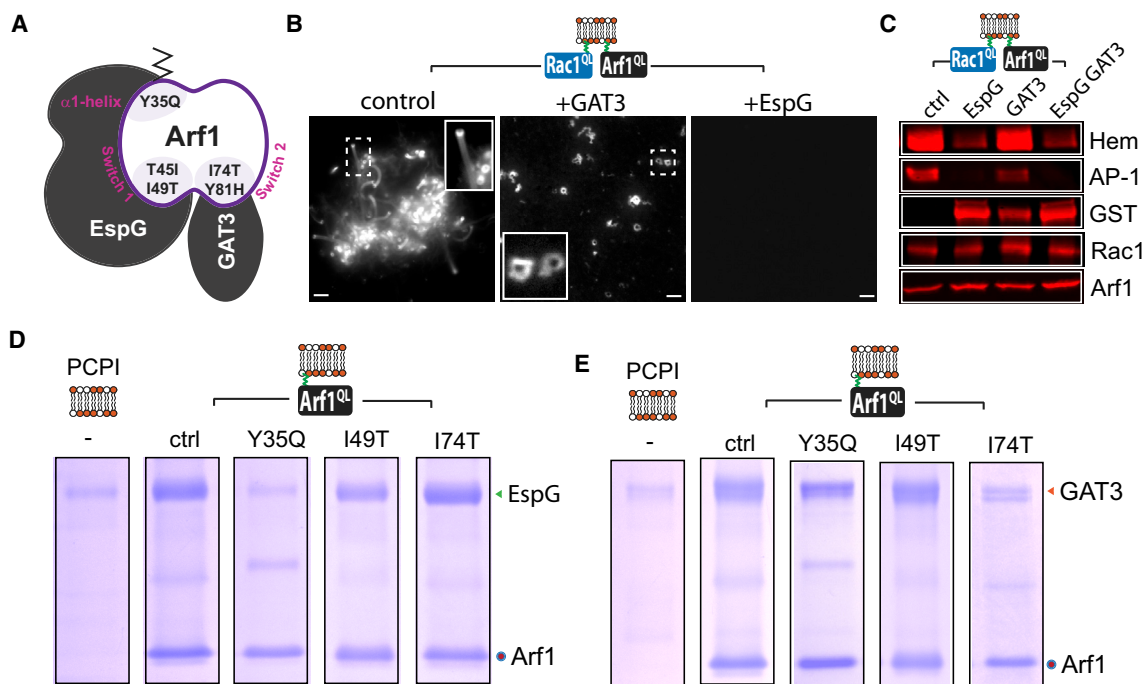 A
α1-helix
Y35Q
Arf1
Switch 1
T45I
I49T
I74T
Y81H
Switch 2
EspG
GAT3
B
Rac1QL Arf1QL
control +GAT3 +EspG
C
Rac1QL Arf1QL
ctrl EspG GAT3 EspG GAT3
Hem
AP-1
GST
Rac1
Arf1
D
PCPI
Arf1QL
- ctrl Y35Q I49T I74T
EspG
Arf1
E
PCPI
Arf1QL
- ctrl Y35Q I49T I74T
GAT3
Arf1